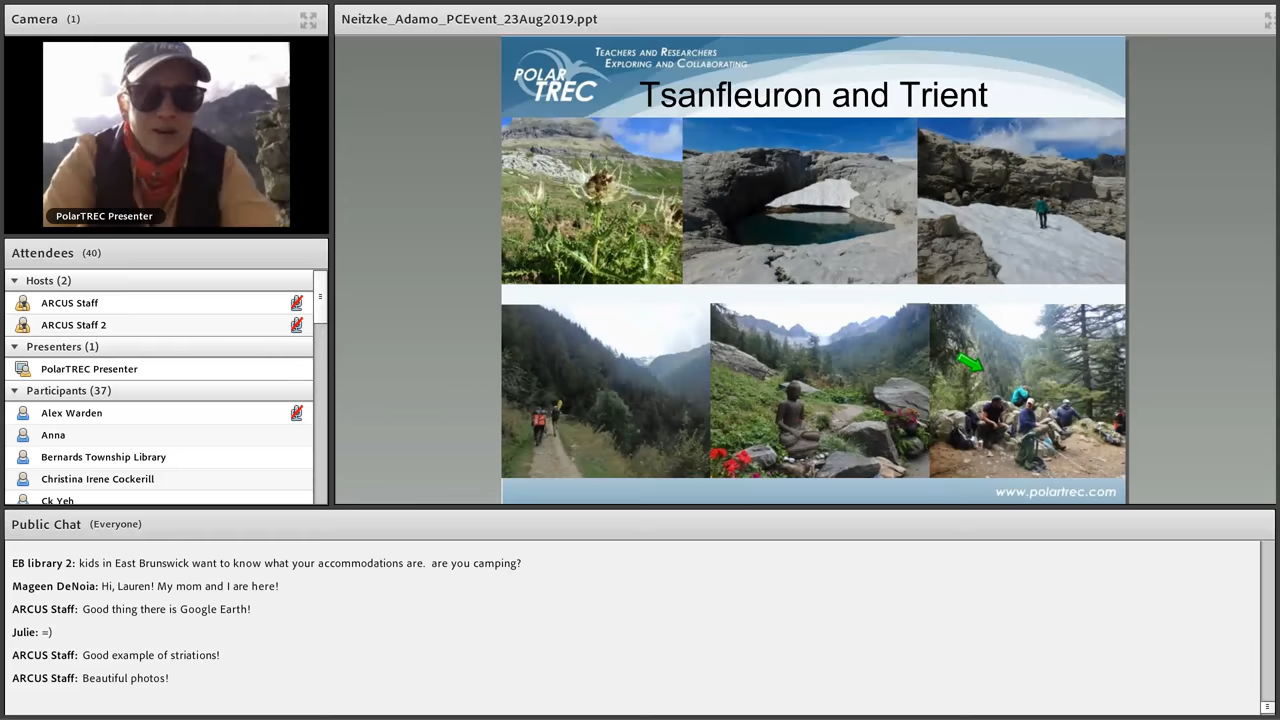 Camera (1)
PolarTREC Presenter
Attendees (40)
Hosts (2)
ARCUS Staff
ARCUS Staff 2
Presenters (1)
PolarTREC Presenter
Participants (37)
Alex Warden
Anna
Bernards Township Library
Christina Irene Cockerill
Ck Yeh
Neitzke_Adamo_PCEvent_23Aug2019.ppt
POLAR
TREC
TEACHERS AND RESEARCHERS
EXPLORING AND COLLABORATING
Tsanfleuron and Trient
www.polartrec.com
Public Chat (Everyone)
EB library 2: kids in East Brunswick want to know what your accommodations are. are you camping?
Mageen DeNoia: Hi, Lauren! My mom and I are here!
ARCUS Staff: Good thing there is Google Earth!
Julie: =)
ARCUS Staff: Good example of striations!
ARCUS Staff: Beautiful photos!